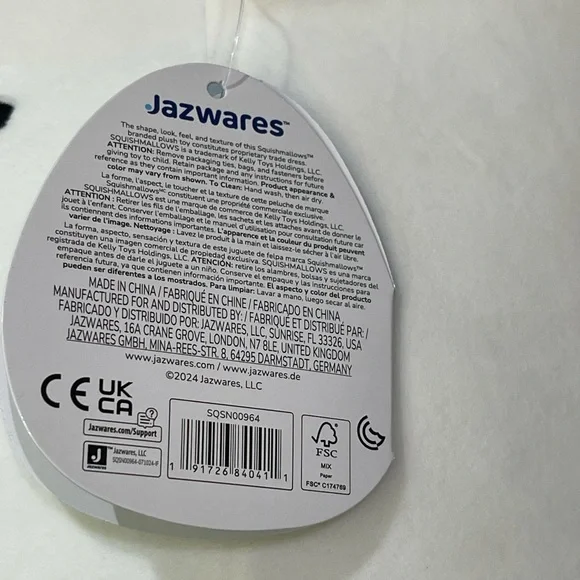 Jazwares™
The shape, look, feel, and texture of this Squishmallows™
branded plush toy constitutes proprietary trade dress.
SQUISHMALLOWS is a trademark of Kelly Toys Holdings, LLC.
ATTENTION: Remove packaging ties, bags, and fasteners before
giving toy to child. Retain package and any instructions for future
reference as they contain important information. Product appearance &
color may vary from shown. To Clean: Hand wash, then air dry.
La forme, l'aspect, le toucher et la texture de cette peluche de marque
Squishmallowsᴹᶜ constituent une propriété commerciale exclusive.
SQUISHMALLOWS est une marque de commerce de Kelly Toys Holdings, LLC.
ATTENTION : Retirer les fils de l'emballage, les sachets et les attaches avant de donner le
jouet à l'enfant. Conserver l'emballage et le manuel d'utilisation pour consultation future car
ils contiennent des informations importantes. L'apparence et la couleur du produit peuvent
varier de l'image. Nettoyage : Lavez le produit à la main et laissez-le sécher à l'air libre.
La forma, aspecto, sensación y textura de este juguete de felpa marca Squishmallows™
constituyen una imagen comercial de propiedad exclusiva. SQUISHMALLOWS es una marca
registrada de Kelly Toys Holdings, LLC. ATENCIÓN: retire los alambres, bolsas y sujetadores del
empaque antes de darle el juguete a un niño. Conserve el empaque y las instrucciones para
referencia futura, ya que contienen información importante. El aspecto y color del producto
pueden ser diferentes a los mostrados. Para limpiar: Lavar a mano, luego secar al aire.
MADE IN CHINA / FABRIQUÉ EN CHINE / FABRICADO EN CHINA
MANUFACTURED FOR AND DISTRIBUTED BY: / FABRIQUÉ ET DISTRIBUÉ PAR: /
FABRICADO Y DISTRIBUIDO POR: JAZWARES, LLC, SUNRISE, FL 33326, USA
JAZWARES, 16A CRANE GROVE, LONDON, N7 8LE, UNITED KINGDOM
JAZWARES GMBH, MINA-REES-STR. 8, 64295 DARMSTADT, GERMANY
www.jazwares.com / www.jazwares.de
©2024 Jazwares, LLC
CE UK
CA
Jazwares.com/Support
J Jazwares
Jazwares, LLC
SQSN00964-071024-IF
SQSN00964
1 91726 84041 1
FSC
MIX
Paper
FSC® C174769